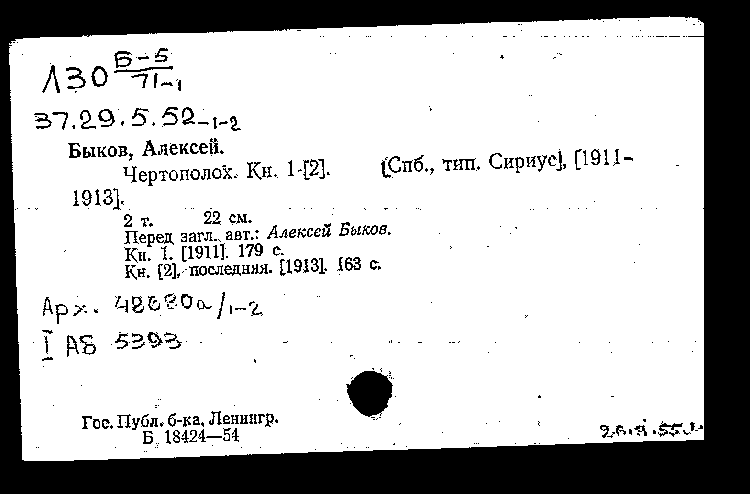 Л30 Б-5
71-1
37.29.5.52-1-2
Быков, Алексей.
Чертополох. Кн. 1-[2]. [Спб., тип. Сириус], [1911-
1913].
2 т. 22 см.
Перед загл. авт.: Алексей Быков.
Кн. 1. [1911]. 179 с.
Кн. [2], последняя. [1913]. 163 с.
Арх. /1-2
I АБ 5393
Гос. Публ. б-ка, Ленингр.
Б 18424—54